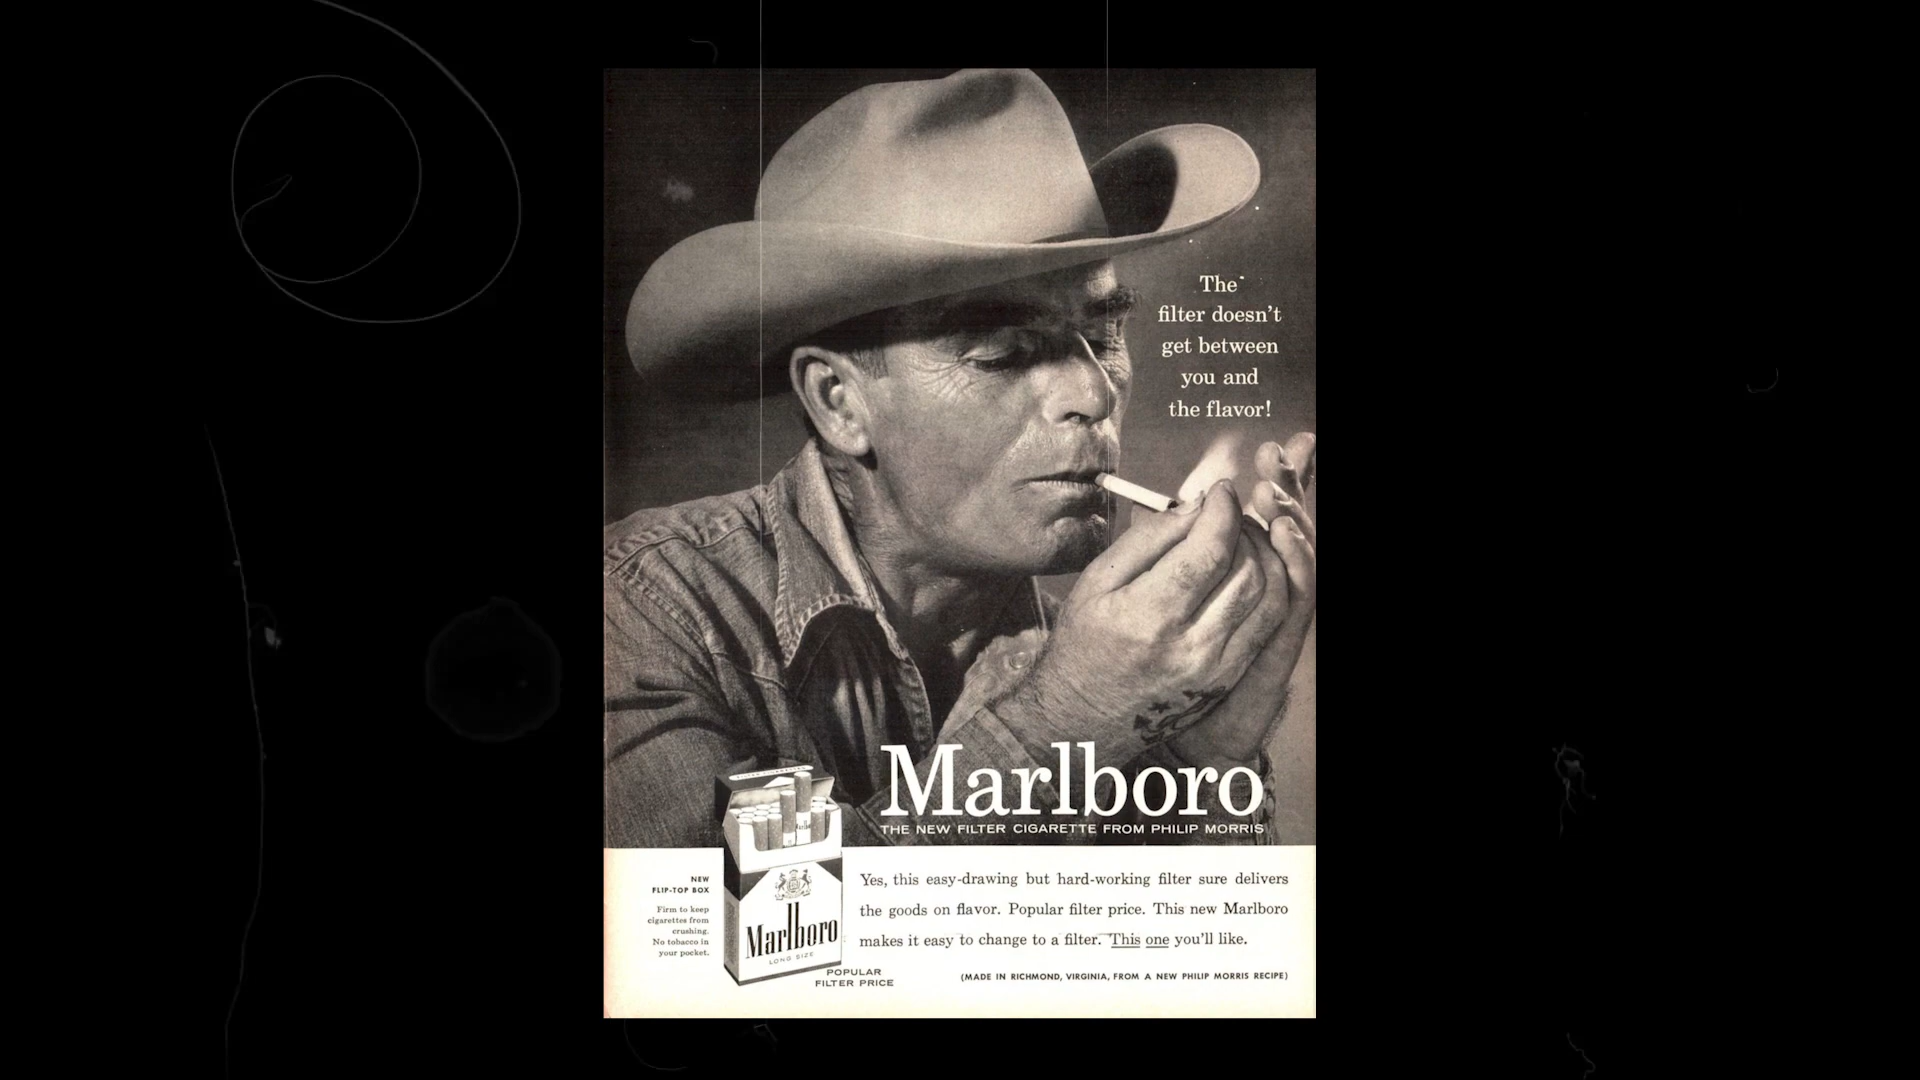 The
filter doesn't
get between
you and
the flavor!
Marlboro
THE NEW FILTER CIGARETTE FROM PHILIP MORRIS
NEW
FLIP-TOP BOX
Firm to keep
cigarettes from
crushing.
No tobacco in
your pocket.
Marlboro
LONG SIZE
POPULAR
FILTER PRICE
Yes, this easy-drawing but hard-working filter sure delivers
the goods on flavor. Popular filter price. This new Marlboro
makes it easy to change to a filter. This one you'll like.
(MADE IN RICHMOND, VIRGINIA, FROM A NEW PHILIP MORRIS RECIPE)